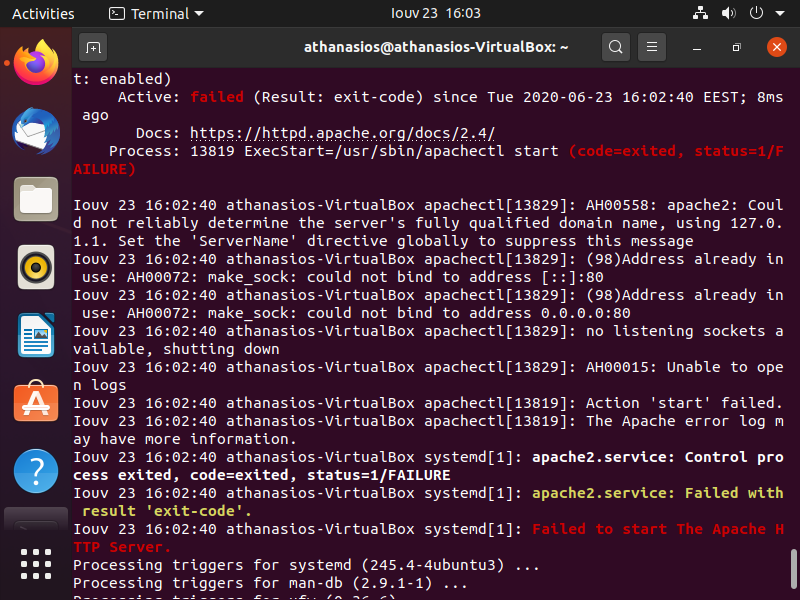 Activities Terminal Ιουν 23 16:03
athanasios@athanasios-VirtualBox: ~
t: enabled)
Active: failed (Result: exit-code) since Tue 2020-06-23 16:02:40 EEST; 8ms
ago
Docs: https://httpd.apache.org/docs/2.4/
Process: 13819 ExecStart=/usr/sbin/apachectl start (code=exited, status=1/F
AILURE)
Ιουν 23 16:02:40 athanasios-VirtualBox apachectl[13829]: AH00558: apache2: Coul
d not reliably determine the server's fully qualified domain name, using 127.0.
1.1. Set the 'ServerName' directive globally to suppress this message
Ιουν 23 16:02:40 athanasios-VirtualBox apachectl[13829]: (98)Address already in
use: AH00072: make_sock: could not bind to address [::]:80
Ιουν 23 16:02:40 athanasios-VirtualBox apachectl[13829]: (98)Address already in
use: AH00072: make_sock: could not bind to address 0.0.0.0:80
Ιουν 23 16:02:40 athanasios-VirtualBox apachectl[13829]: no listening sockets a
vailable, shutting down
Ιουν 23 16:02:40 athanasios-VirtualBox apachectl[13829]: AH00015: Unable to ope
n logs
Ιουν 23 16:02:40 athanasios-VirtualBox apachectl[13819]: Action 'start' failed.
Ιουν 23 16:02:40 athanasios-VirtualBox apachectl[13819]: The Apache error log m
ay have more information.
Ιουν 23 16:02:40 athanasios-VirtualBox systemd[1]: apache2.service: Control pro
cess exited, code=exited, status=1/FAILURE
Ιουν 23 16:02:40 athanasios-VirtualBox systemd[1]: apache2.service: Failed with
result 'exit-code'.
Ιουν 23 16:02:40 athanasios-VirtualBox systemd[1]: Failed to start The Apache H
TTP Server.
Processing triggers for systemd (245.4-4ubuntu3) ...
Processing triggers for man-db (2.9.1-1) ...
Processing triggers for